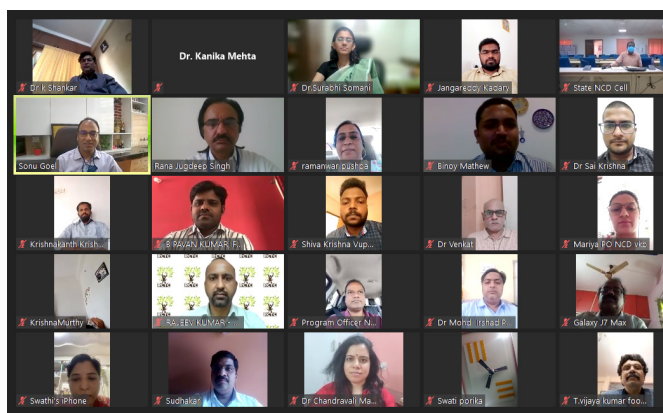 Dr k Shankar
Dr. Kanika Mehta
Dr.Surabhi Somani
Jangareddy Kadary
State NCD Cell
Sonu Goel
Rana Jugdeep Singh
ramanwar pushpa
Binoy Mathew
Dr Sai Krishna
Krishnakanth Krish...
B PAVAN KUMAR, F...
Shiva Krishna Vup...
Dr Venkat
Mariya PO NCD vkb
KrishnaMurthy
RAJEEV KUMAR -...
Program Officer N...
Dr Mohd. Irshad P...
Galaxy J7 Max
Swathi's iPhone
Sudhakar
Dr Chandravali Ma...
Swati porika
T.vijaya kumar foo...